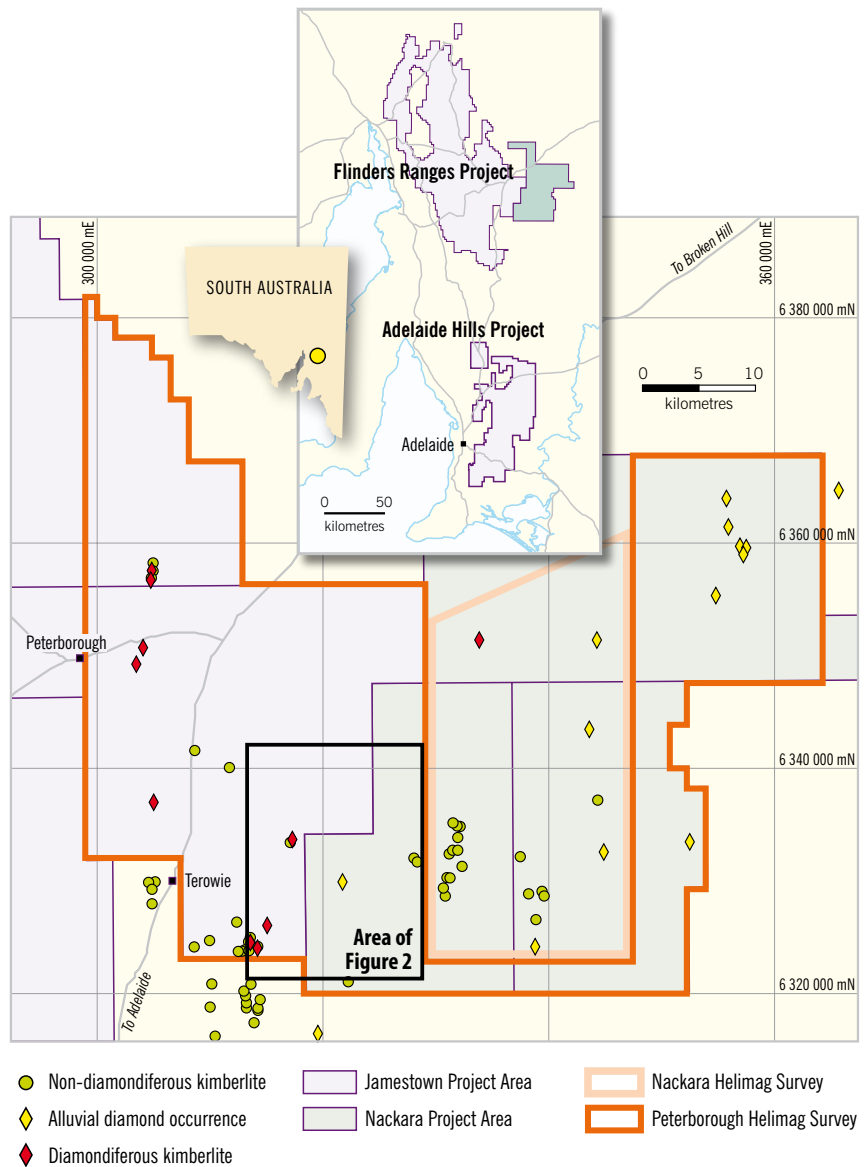 Flinders Ranges Project
300 000 mE
SOUTH AUSTRALIA
To Broken Hill
360 000 mE
6 380 000 mN
Adelaide Hills Project
0 5 10
kilometres
Adelaide
0 50
kilometres
6 360 000 mN
Peterborough
6 340 000 mN
Terowie
Area of
Figure 2
To Adelaide
6 320 000 mN
Non-diamondiferous kimberlite
Jamestown Project Area
Nackara Helimag Survey
Alluvial diamond occurrence
Nackara Project Area
Peterborough Helimag Survey
Diamondiferous kimberlite